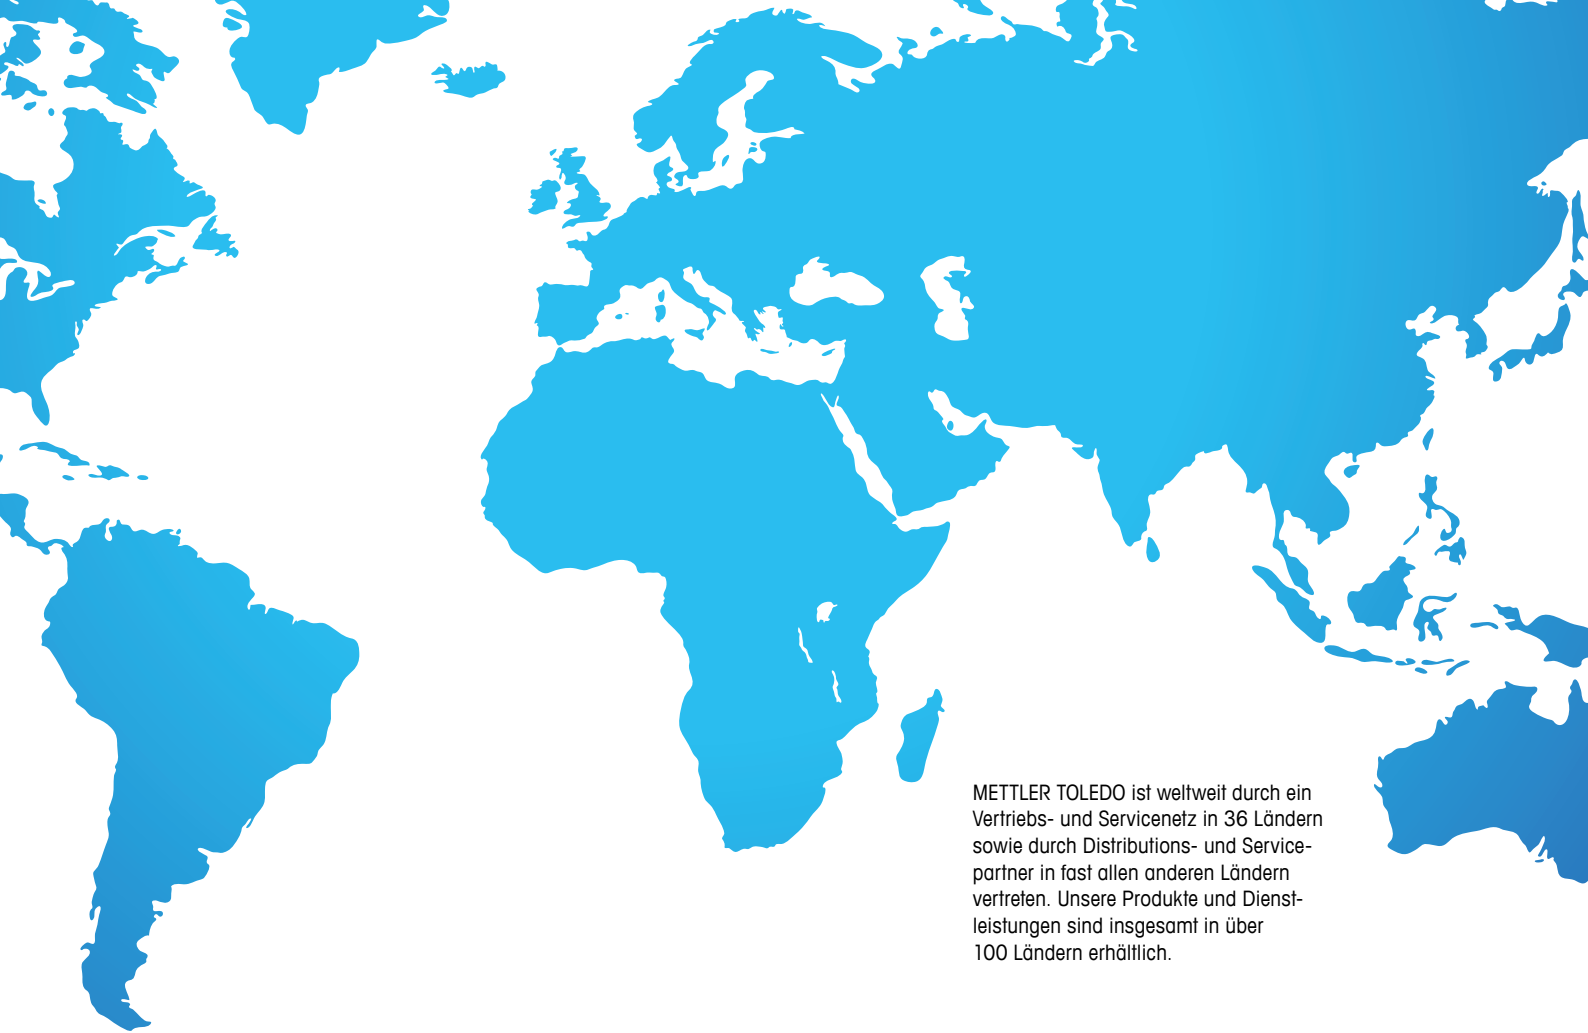 METTLER TOLEDO ist weltweit durch ein
Vertriebs- und Servicenetz in 36 Ländern
sowie durch Distributions- und Service-
partner in fast allen anderen Ländern
vertreten. Unsere Produkte und Dienst-
leistungen sind insgesamt in über
100 Ländern erhältlich.